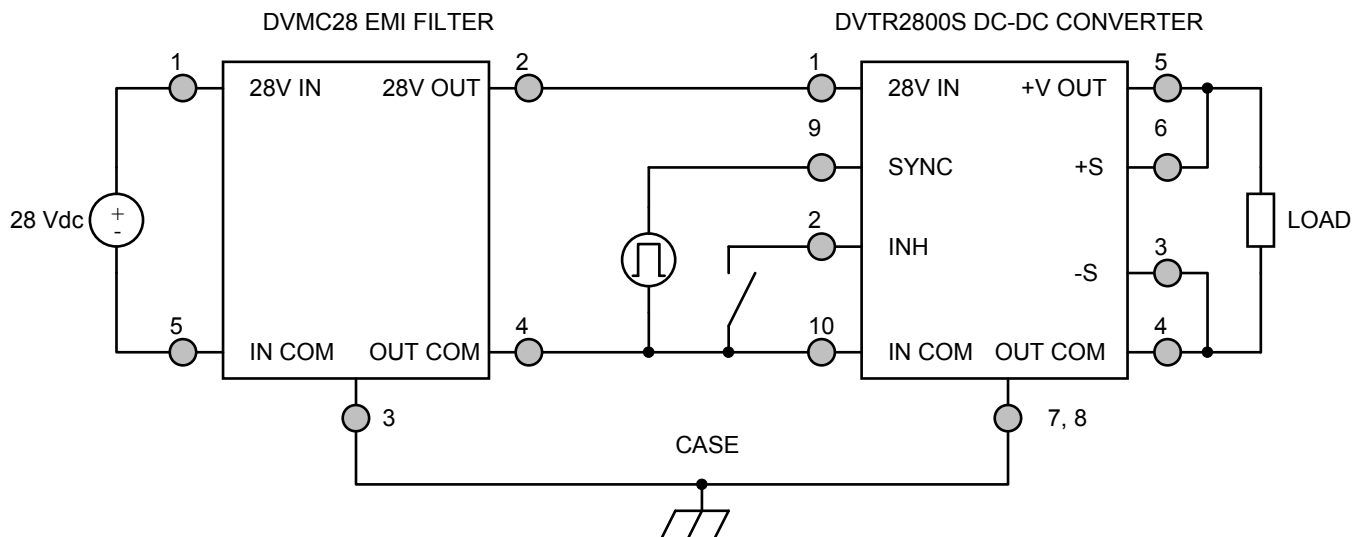 DVMC28 EMI FILTER
DVTR2800S DC-DC CONVERTER
1
2
1
5
28V IN
28V OUT
28V IN
+V OUT
9
6
SYNC
+S
28 Vdc
+
-
2
LOAD
INH
3
-S
5
4
10
4
IN COM
OUT COM
IN COM
OUT COM
3
7, 8
CASE